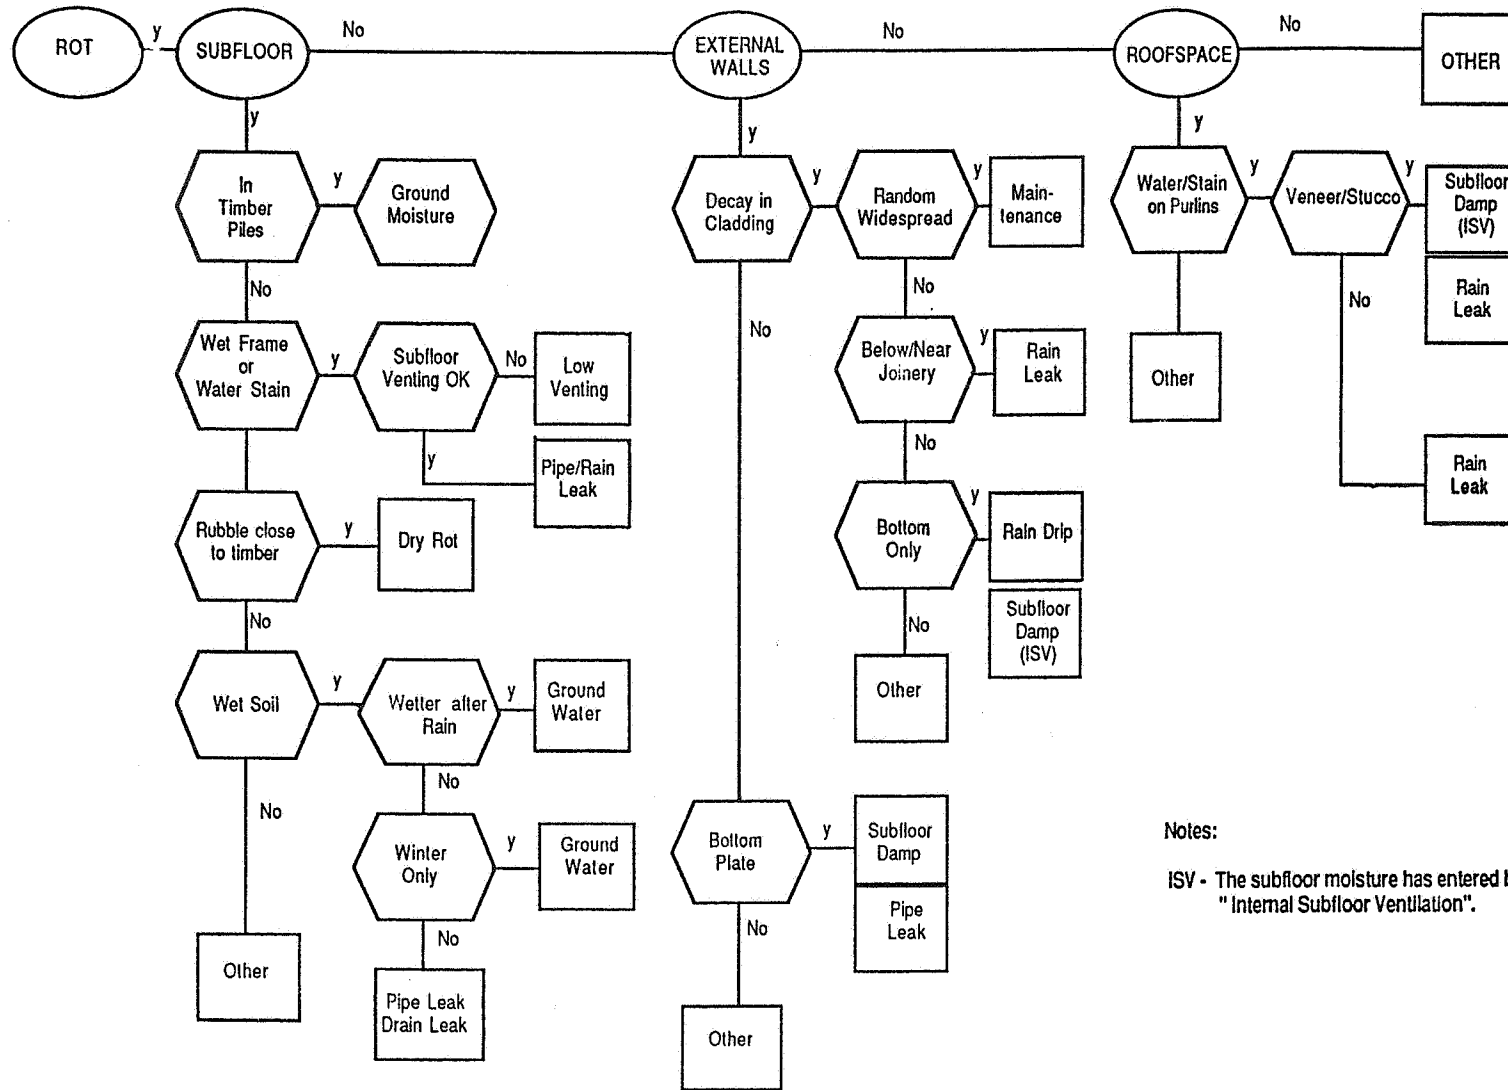 ROT
y
SUBFLOOR
No
EXTERNAL
WALLS
No
ROOFSPACE
No
OTHER
y
In
Timber
Piles
y
Ground
Moisture
No
Wet Frame
or
Water Stain
y
Subfloor
Venting OK
No
Low
Venting
y
Pipe/Rain
Leak
Rubble close
to timber
y
Dry Rot
No
Wet Soil
y
Wetter after
Rain
y
Ground
Water
No
No
Winter
Only
y
Ground
Water
No
Other
Pipe Leak
Drain Leak
y
Decay in
Cladding
y
Random
Widespread
y
Main-
tenance
No
No
Below/Near
Joinery
y
Rain
Leak
No
Bottom
Only
y
Rain Drip
Subfloor
Damp
(ISV)
No
Other
Bottom
Plate
y
Subfloor
Damp
Pipe
Leak
No
Other
y
Water/Stain
on Purlins
y
Veneer/Stucco
y
Subfloor
Damp
(ISV)
Rain
Leak
Other
No
Rain
Leak
Notes:
ISV - The subfloor moisture has entered
" Internal Subfloor Ventilation".